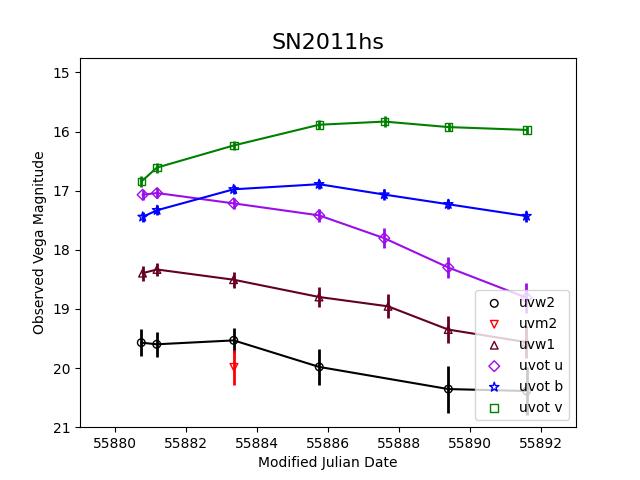 SN2011hs
15
16
17
18
19
20
21
Observed Vega Magnitude
55880 55882 55884 55886 55888 55890 55892
Modified Julian Date
uvw2
uvm2
uvw1
uvot u
uvot b
uvot v